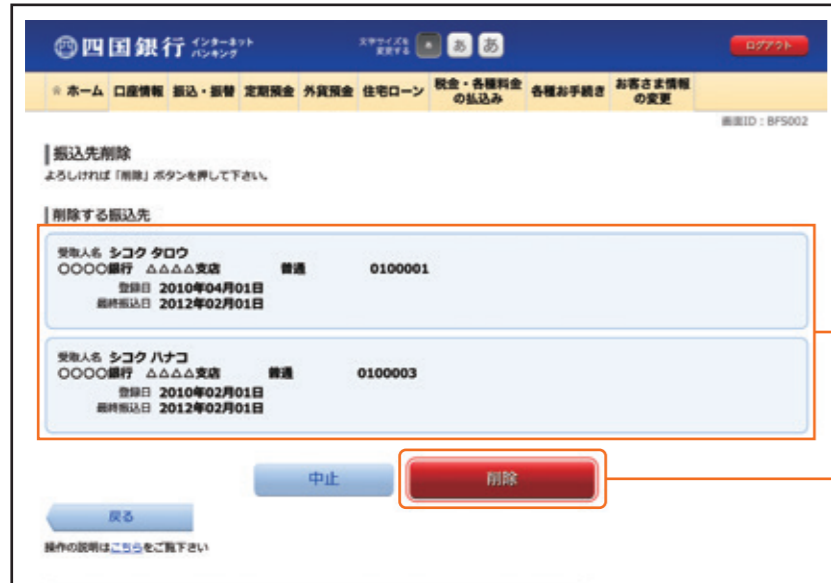 四国銀行 インターネット バンキング 文字サイズを変更する あ あ ログアウト
ホーム 口座情報 振込・振替 定期預金 外貨預金 住宅ローン 税金・各種料金の払込み 各種お手続き お客さま情報の変更
画面ID：BFS002
振込先削除
よろしければ「削除」ボタンを押して下さい。
削除する振込先
受取人名 シコク タロウ
○○○○銀行 △△△△支店 普通 0100001
登録日 2010年04月01日
最終振込日 2012年02月01日
受取人名 シコク ハナコ
○○○○銀行 △△△△支店 普通 0100003
登録日 2010年02月01日
最終振込日 2012年02月01日
中止 削除
戻る
操作の説明はこちらをご覧下さい